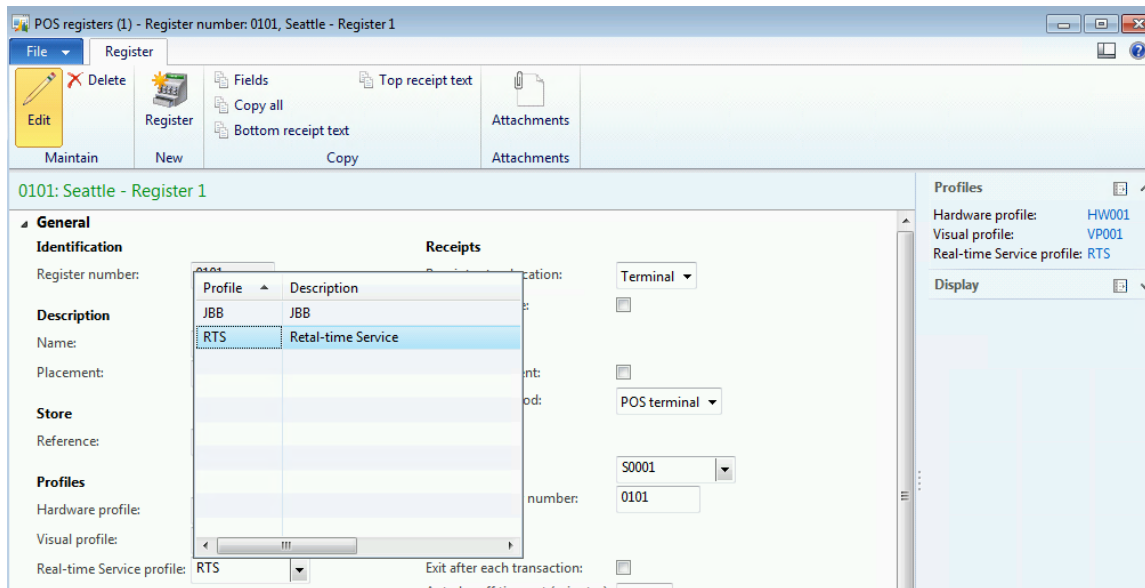 POS registers (1) - Register number: 0101, Seattle - Register 1
File
Register
Edit
Delete
Register
Fields
Copy all
Bottom receipt text
Top receipt text
Attachments
Maintain
New
Copy
Attachments
0101: Seattle - Register 1
General
Identification
Register number:
Description
Name:
Placement:
Store
Reference:
Profiles
Hardware profile:
Visual profile:
Real-time Service profile: RTS
Profile Description
JBB JBB
RTS Retal-time Service
Receipts
Terminal
POS terminal
S0001
number: 0101
Exit after each transaction:
Profiles
Hardware profile: HW001
Visual profile: VP001
Real-time Service profile: RTS
Display